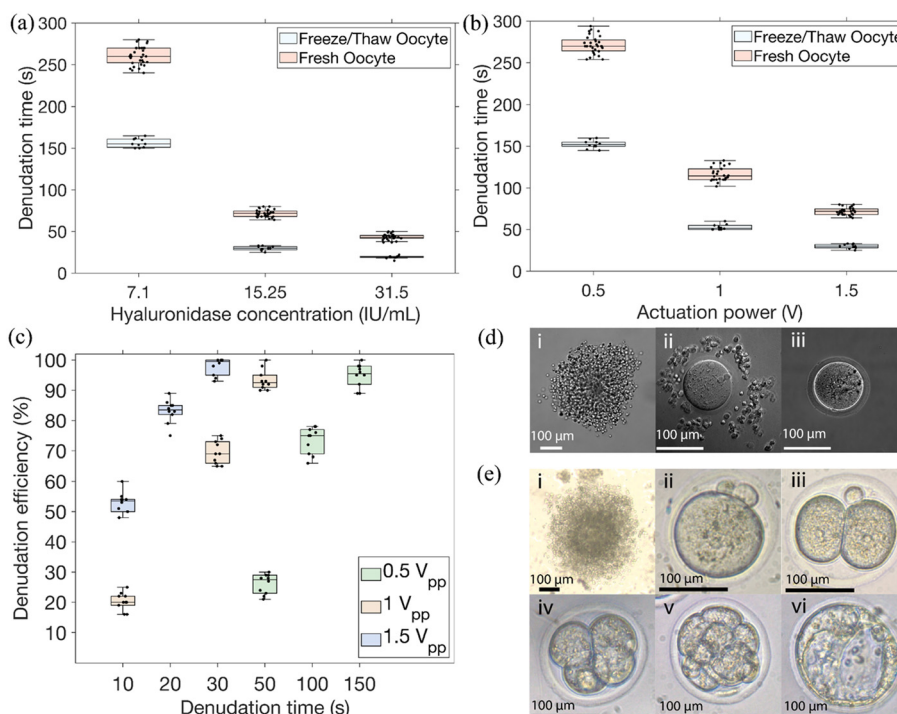 (a)
300
250
200
150
100
50
0
Denudation time (s)
Freeze/Thaw Oocyte
Fresh Oocyte
7.1
15.25
31.5
Hyaluronidase concentration (IU/mL)
(b)
300
250
200
150
100
50
0
Denudation time (s)
Freeze/Thaw Oocyte
Fresh Oocyte
0.5
1
1.5
Actuation power (V)
(c)
100
90
80
70
60
50
40
30
20
10
Denudation efficiency (%)
0.5 Vpp
1 Vpp
1.5 Vpp
10
20
30
50
100
150
Denudation time (s)
(d)
i
ii
iii
100 μm
100 μm
100 μm
(e)
i
ii
iii
100 μm
100 μm
100 μm
iv
v
vi
100 μm
100 μm
100 μm